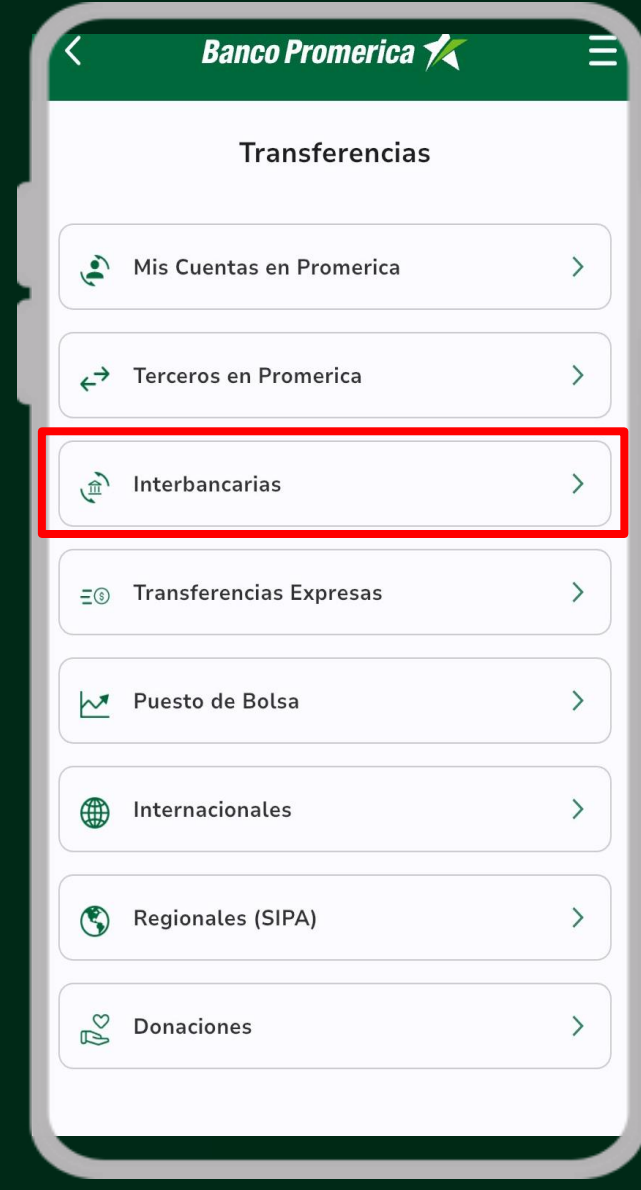 Banco Promerica
Transferencias
Mis Cuentas en Promerica
Terceros en Promerica
Interbancarias
Transferencias Expresas
Puesto de Bolsa
Internacionales
Regionales (SIPA)
Donaciones